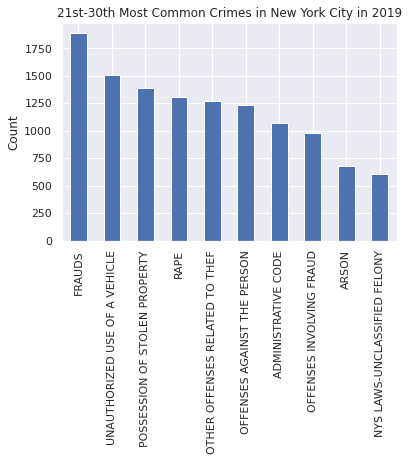 21st-30th Most Common Crimes in New York City in 2019
Count
1750
1500
1250
1000
750
500
250
0
FRAUDS
UNAUTHORIZED USE OF A VEHICLE
POSSESSION OF STOLEN PROPERTY
RAPE
OTHER OFFENSES RELATED TO THEF
OFFENSES AGAINST THE PERSON
ADMINISTRATIVE CODE
OFFENSES INVOLVING FRAUD
ARSON
NYS LAWS-UNCLASSIFIED FELONY